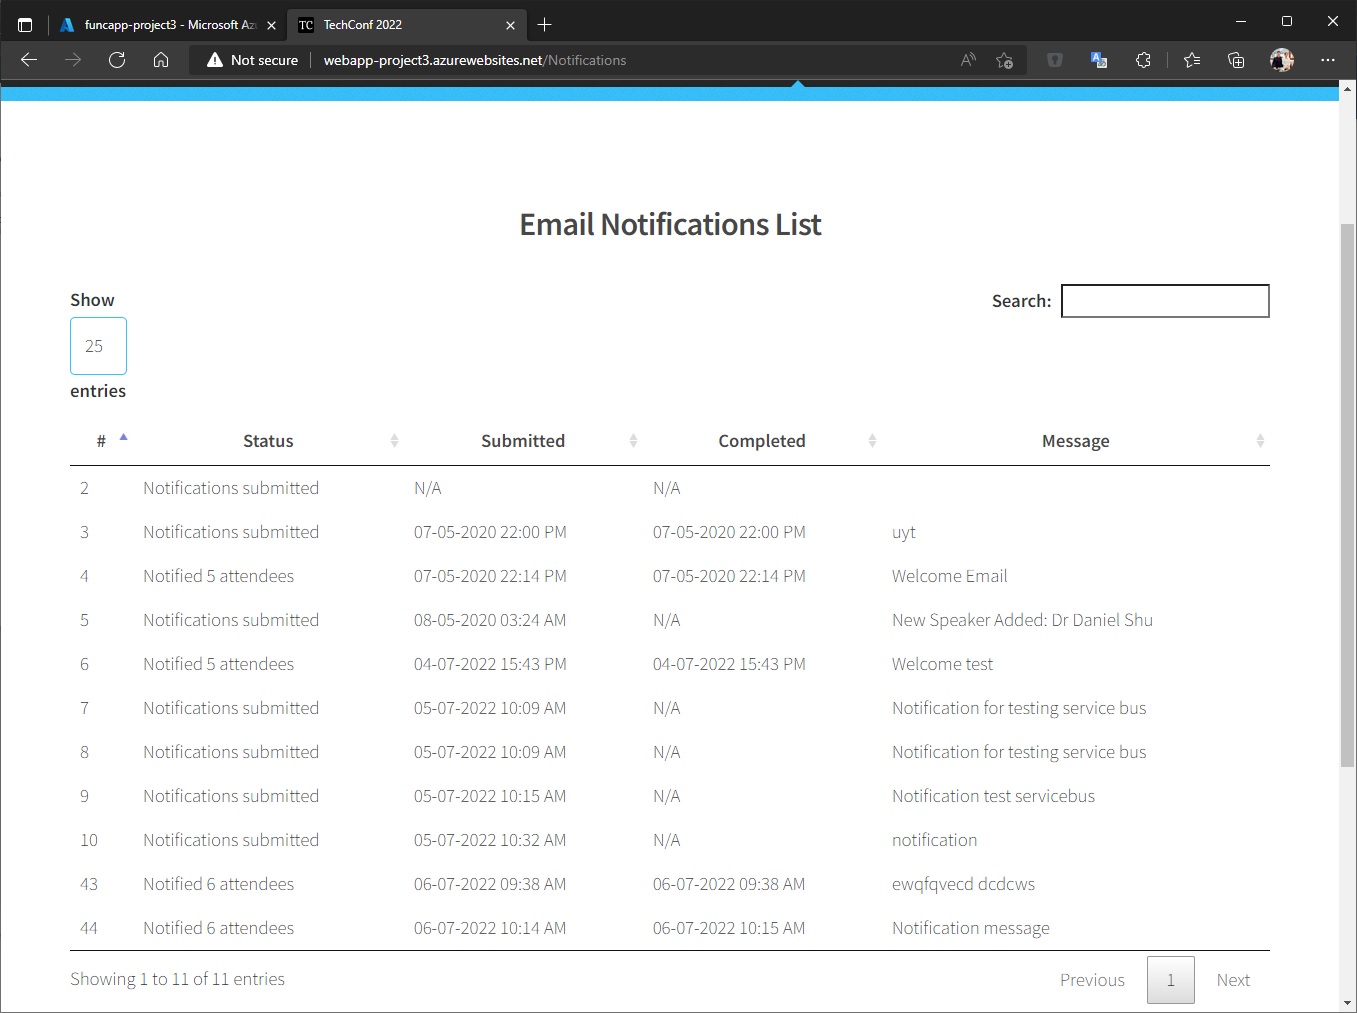 funcapp-project3 - Microsoft Az
TechConf 2022
Not secure
webapp-project3.azurewebsites.net/Notifications
Email Notifications List
Show
Search:
25
entries
# Status Submitted Completed Message
2 Notifications submitted N/A N/A
3 Notifications submitted 07-05-2020 22:00 PM 07-05-2020 22:00 PM uyt
4 Notified 5 attendees 07-05-2020 22:14 PM 07-05-2020 22:14 PM Welcome Email
5 Notifications submitted 08-05-2020 03:24 AM N/A New Speaker Added: Dr Daniel Shu
6 Notified 5 attendees 04-07-2022 15:43 PM 04-07-2022 15:43 PM Welcome test
7 Notifications submitted 05-07-2022 10:09 AM N/A Notification for testing service bus
8 Notifications submitted 05-07-2022 10:09 AM N/A Notification for testing service bus
9 Notifications submitted 05-07-2022 10:15 AM N/A Notification test servicebus
10 Notifications submitted 05-07-2022 10:32 AM N/A notification
43 Notified 6 attendees 06-07-2022 09:38 AM 06-07-2022 09:38 AM ewqfqvecd dcdcws
44 Notified 6 attendees 06-07-2022 10:14 AM 06-07-2022 10:15 AM Notification message
Showing 1 to 11 of 11 entries
Previous 1 Next